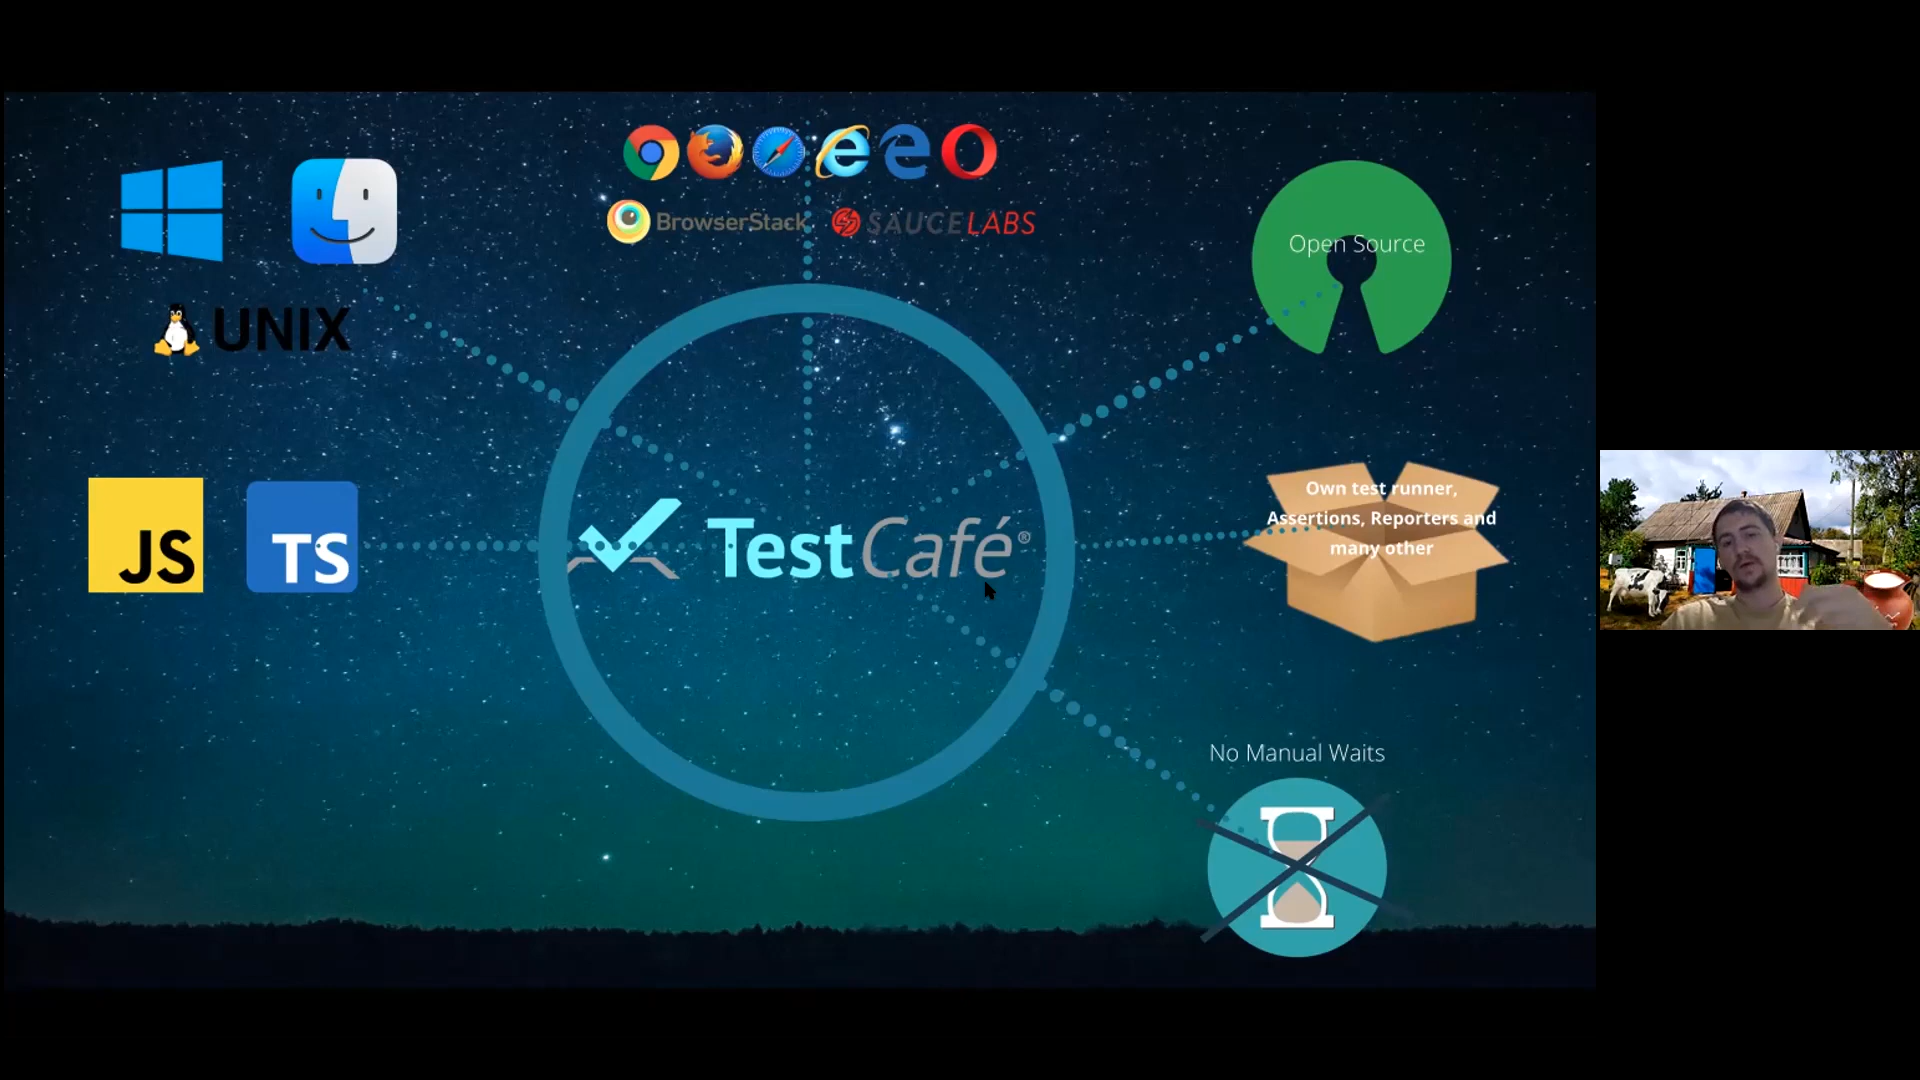 BrowserStack
SAUCELABS
Open Source
UNIX
Own test runner,
Assertions, Reporters and
many other
JS
TS
TestCafé®
No Manual Waits